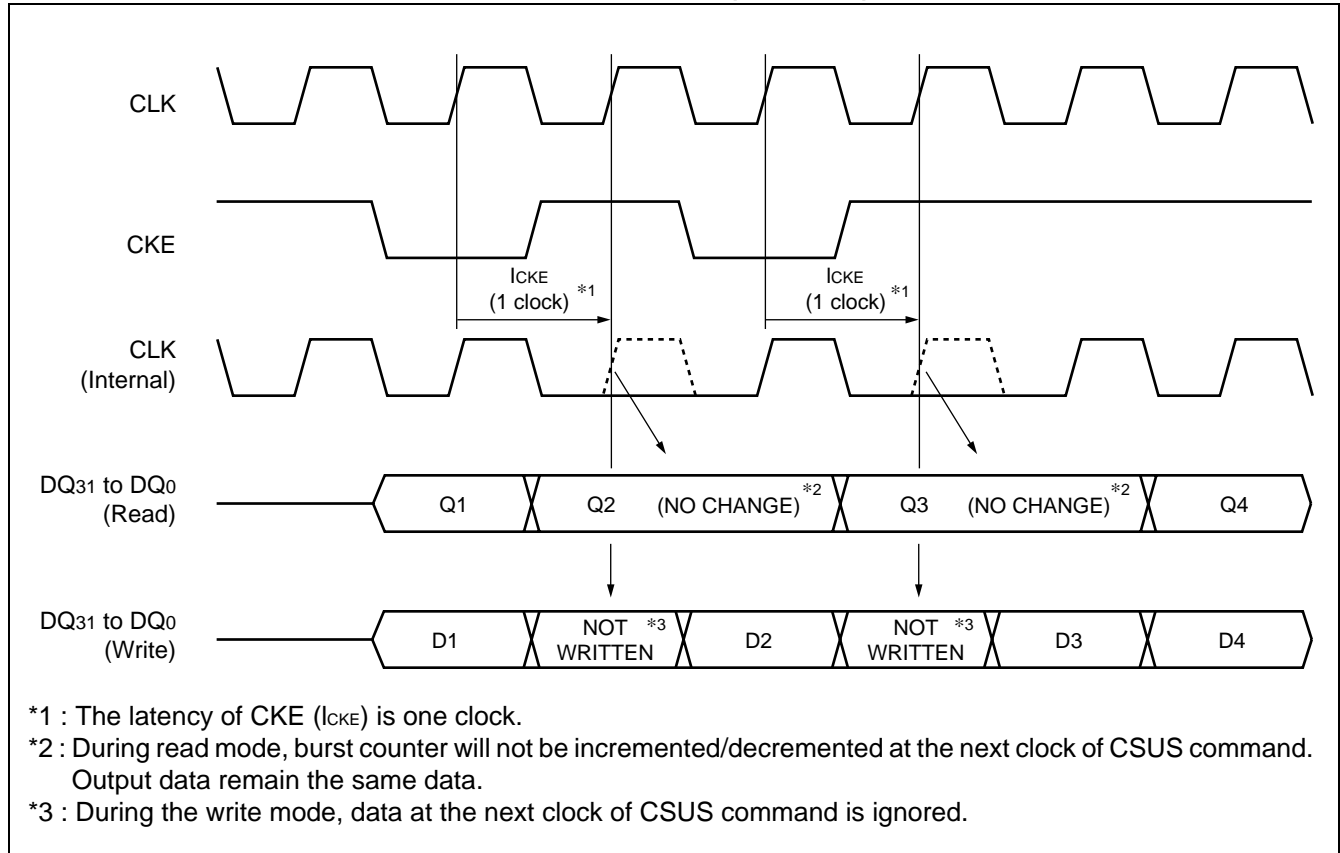 CLK
CKE
ICKE
(1 clock) *1
ICKE
(1 clock) *1
CLK
(Internal)
DQ31 to DQ0
(Read)
Q1
Q2
(NO CHANGE) *2
Q3
(NO CHANGE) *2
Q4
DQ31 to DQ0
(Write)
D1
NOT *3
WRITTEN
D2
NOT *3
WRITTEN
D3
D4
*1 : The latency of CKE (ICKE) is one clock.
*2 : During read mode, burst counter will not be incremented/decremented at the next clock of CSUS command.
Output data remain the same data.
*3 : During the write mode, data at the next clock of CSUS command is ignored.